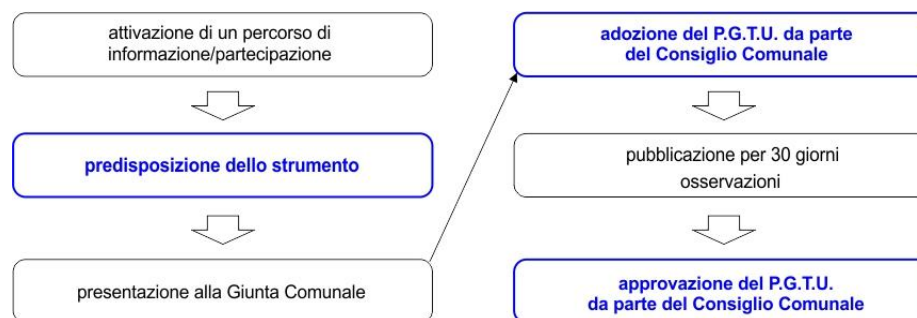 attivazione di un percorso di
informazione/partecipazione
predisposizione dello strumento
presentazione alla Giunta Comunale
adozione del P.G.T.U. da parte
del Consiglio Comunale
pubblicazione per 30 giorni
osservazioni
approvazione del P.G.T.U.
da parte del Consiglio Comunale